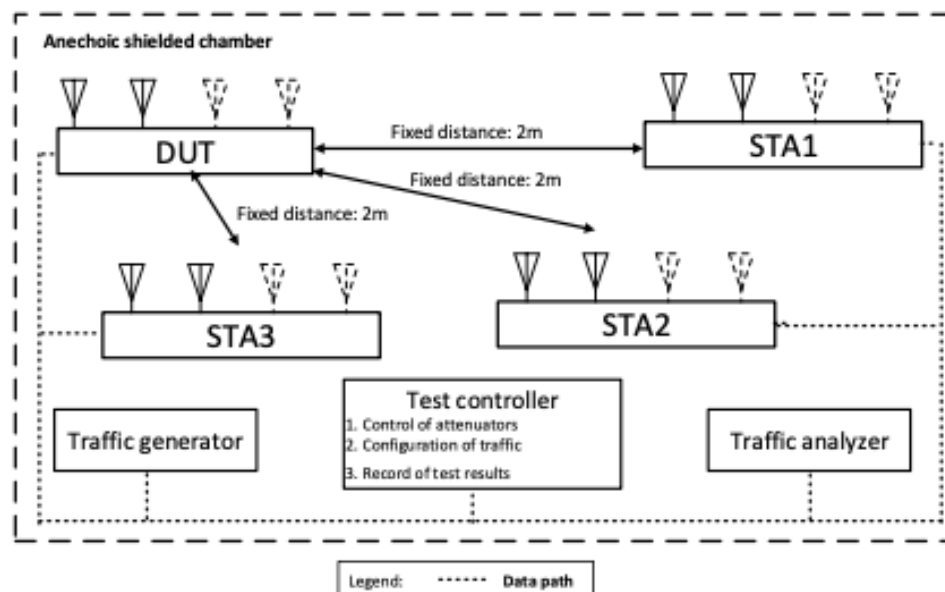 Anechoic shielded chamber
DUT
Fixed distance: 2m
STA1
Fixed distance: 2m
Fixed distance: 2m
STA3
STA2
Test controller
1. Control of attenuators
2. Configuration of traffic
3. Record of test results
Traffic generator
Traffic analyzer
Legend: Data path